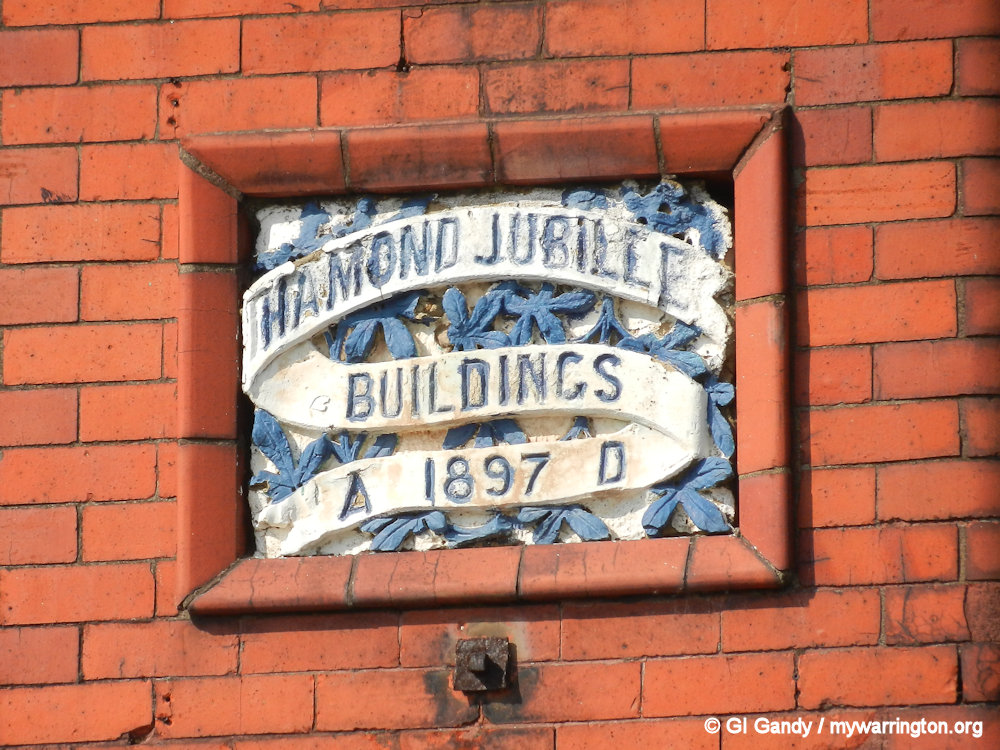 DIAMOND JUBILEE
BUILDINGS
A 1897 D
© GI Gandy / mywarrington.org